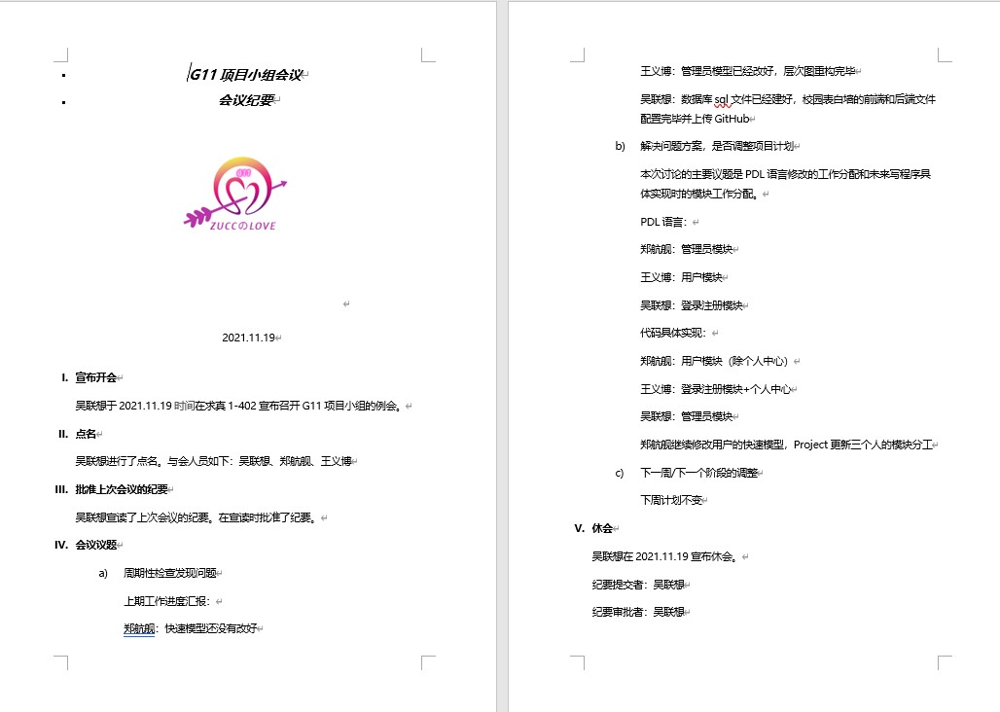 G11 项目小组会议
会议纪要
G11
ZUCCのLOVE
2021.11.19
I. 宣布开会
吴联想于 2021.11.19 时间在求真 1-402 宣布召开 G11 项目小组的例会。
II. 点名
吴联想进行了点名。与会人员如下：吴联想、郑航舰、王义博
III. 批准上次会议的纪要
吴联想宣读了上次会议的纪要。在宣读时批准了纪要。
IV. 会议议题
a) 周期性检查发现问题
上期工作进度汇报：
郑航舰：快速模型还没有改好
王义博：管理员模型已经改好，层次图重构完毕
吴联想：数据库 sql 文件已经建好，校园表白墙的前端和后端文件
配置完毕并上传 GitHub
b) 解决问题方案，是否调整项目计划
本次讨论的主要议题是 PDL 语言修改的工作分配和未来写程序具
体实现时的模块工作分配。
PDL 语言：
郑航舰：管理员模块
王义博：用户模块
吴联想：登录注册模块
代码具体实现：
郑航舰：用户模块（除个人中心）
王义博：登录注册模块+个人中心
吴联想：管理员模块
郑航舰继续修改用户的快速模型，Project 更新三个人的模块分工
c) 下一周/下一个阶段的调整
下周计划不变
V. 休会
吴联想在 2021.11.19 宣布休会。
纪要提交者：吴联想
纪要审批者：吴联想